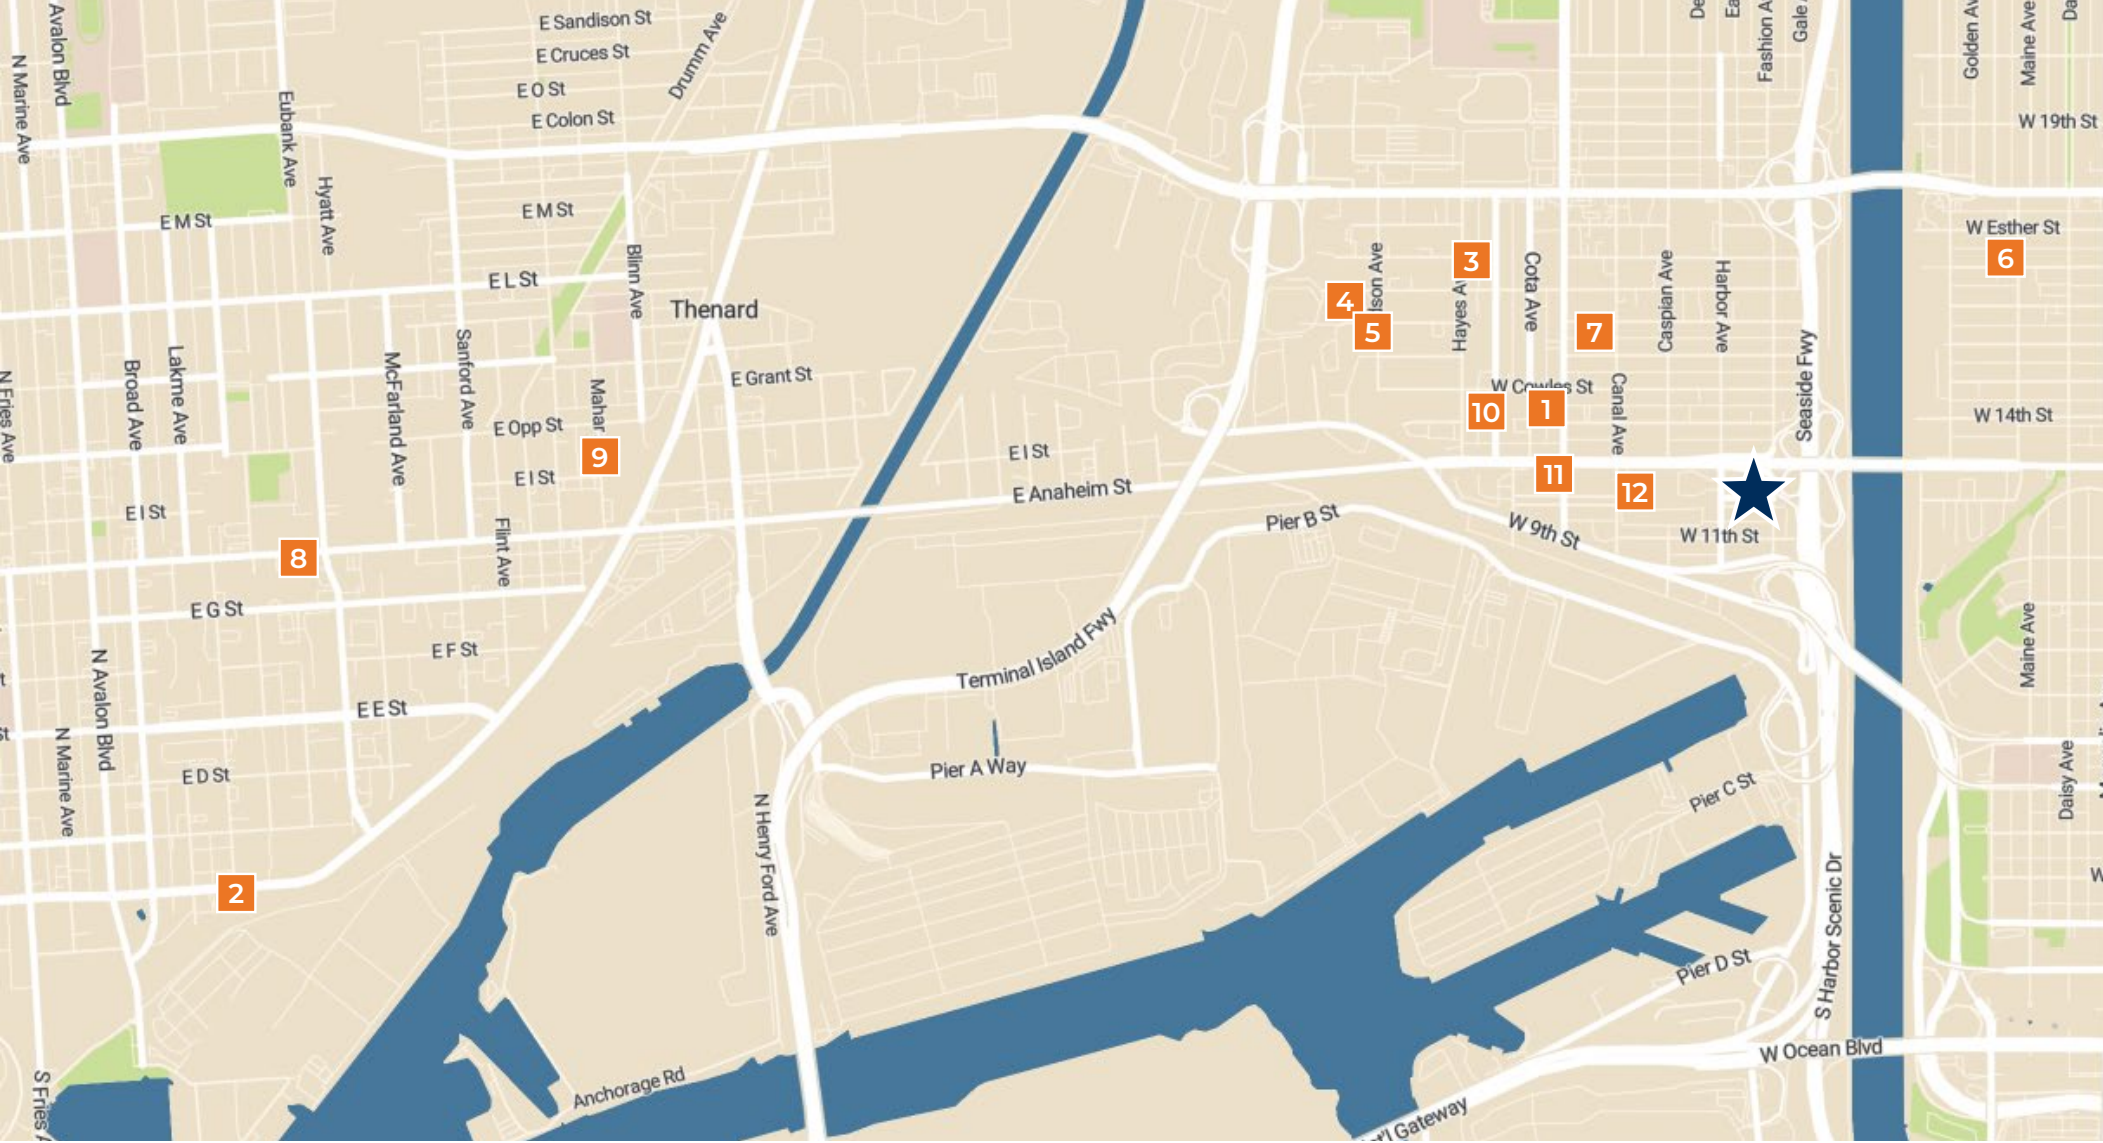 E Sandison St
E Cruces St
E O St
E Colon St
Drumm Ave
Avalon Blvd
N Marine Ave
Eubank Ave
Hyatt Ave
Fashion A
Gale
Golden Av
Maine Ave
W 19th St
E M St
E M St
E L St
Blinn Ave
Thenard
W Esther St
6
3
4
5
lson Ave
Hayes Av
Cota Ave
7
Caspian Ave
Harbor Ave
Seaside Fwy
N Fries Ave
Broad Ave
Lakme Ave
McFarland Ave
Sanford Ave
Mahar
E Grant St
W Cowles St
10
1
Canal Ave
W 14th St
E Opp St
9
E I St
E I St
E I St
E Anaheim St
11
12
Pier B St
W 9th St
W 11th St
Flint Ave
8
E G St
E F St
Terminal Island Fwy
Maine Ave
N Avalon Blvd
E E St
N Marine Ave
E D St
Pier A Way
Daisy Ave
Pier C St
N Henry Ford Ave
2
S Harbor Scenic Dr
Pier D St
W Ocean Blvd
Anchorage Rd
S Fries A
t'l Gateway